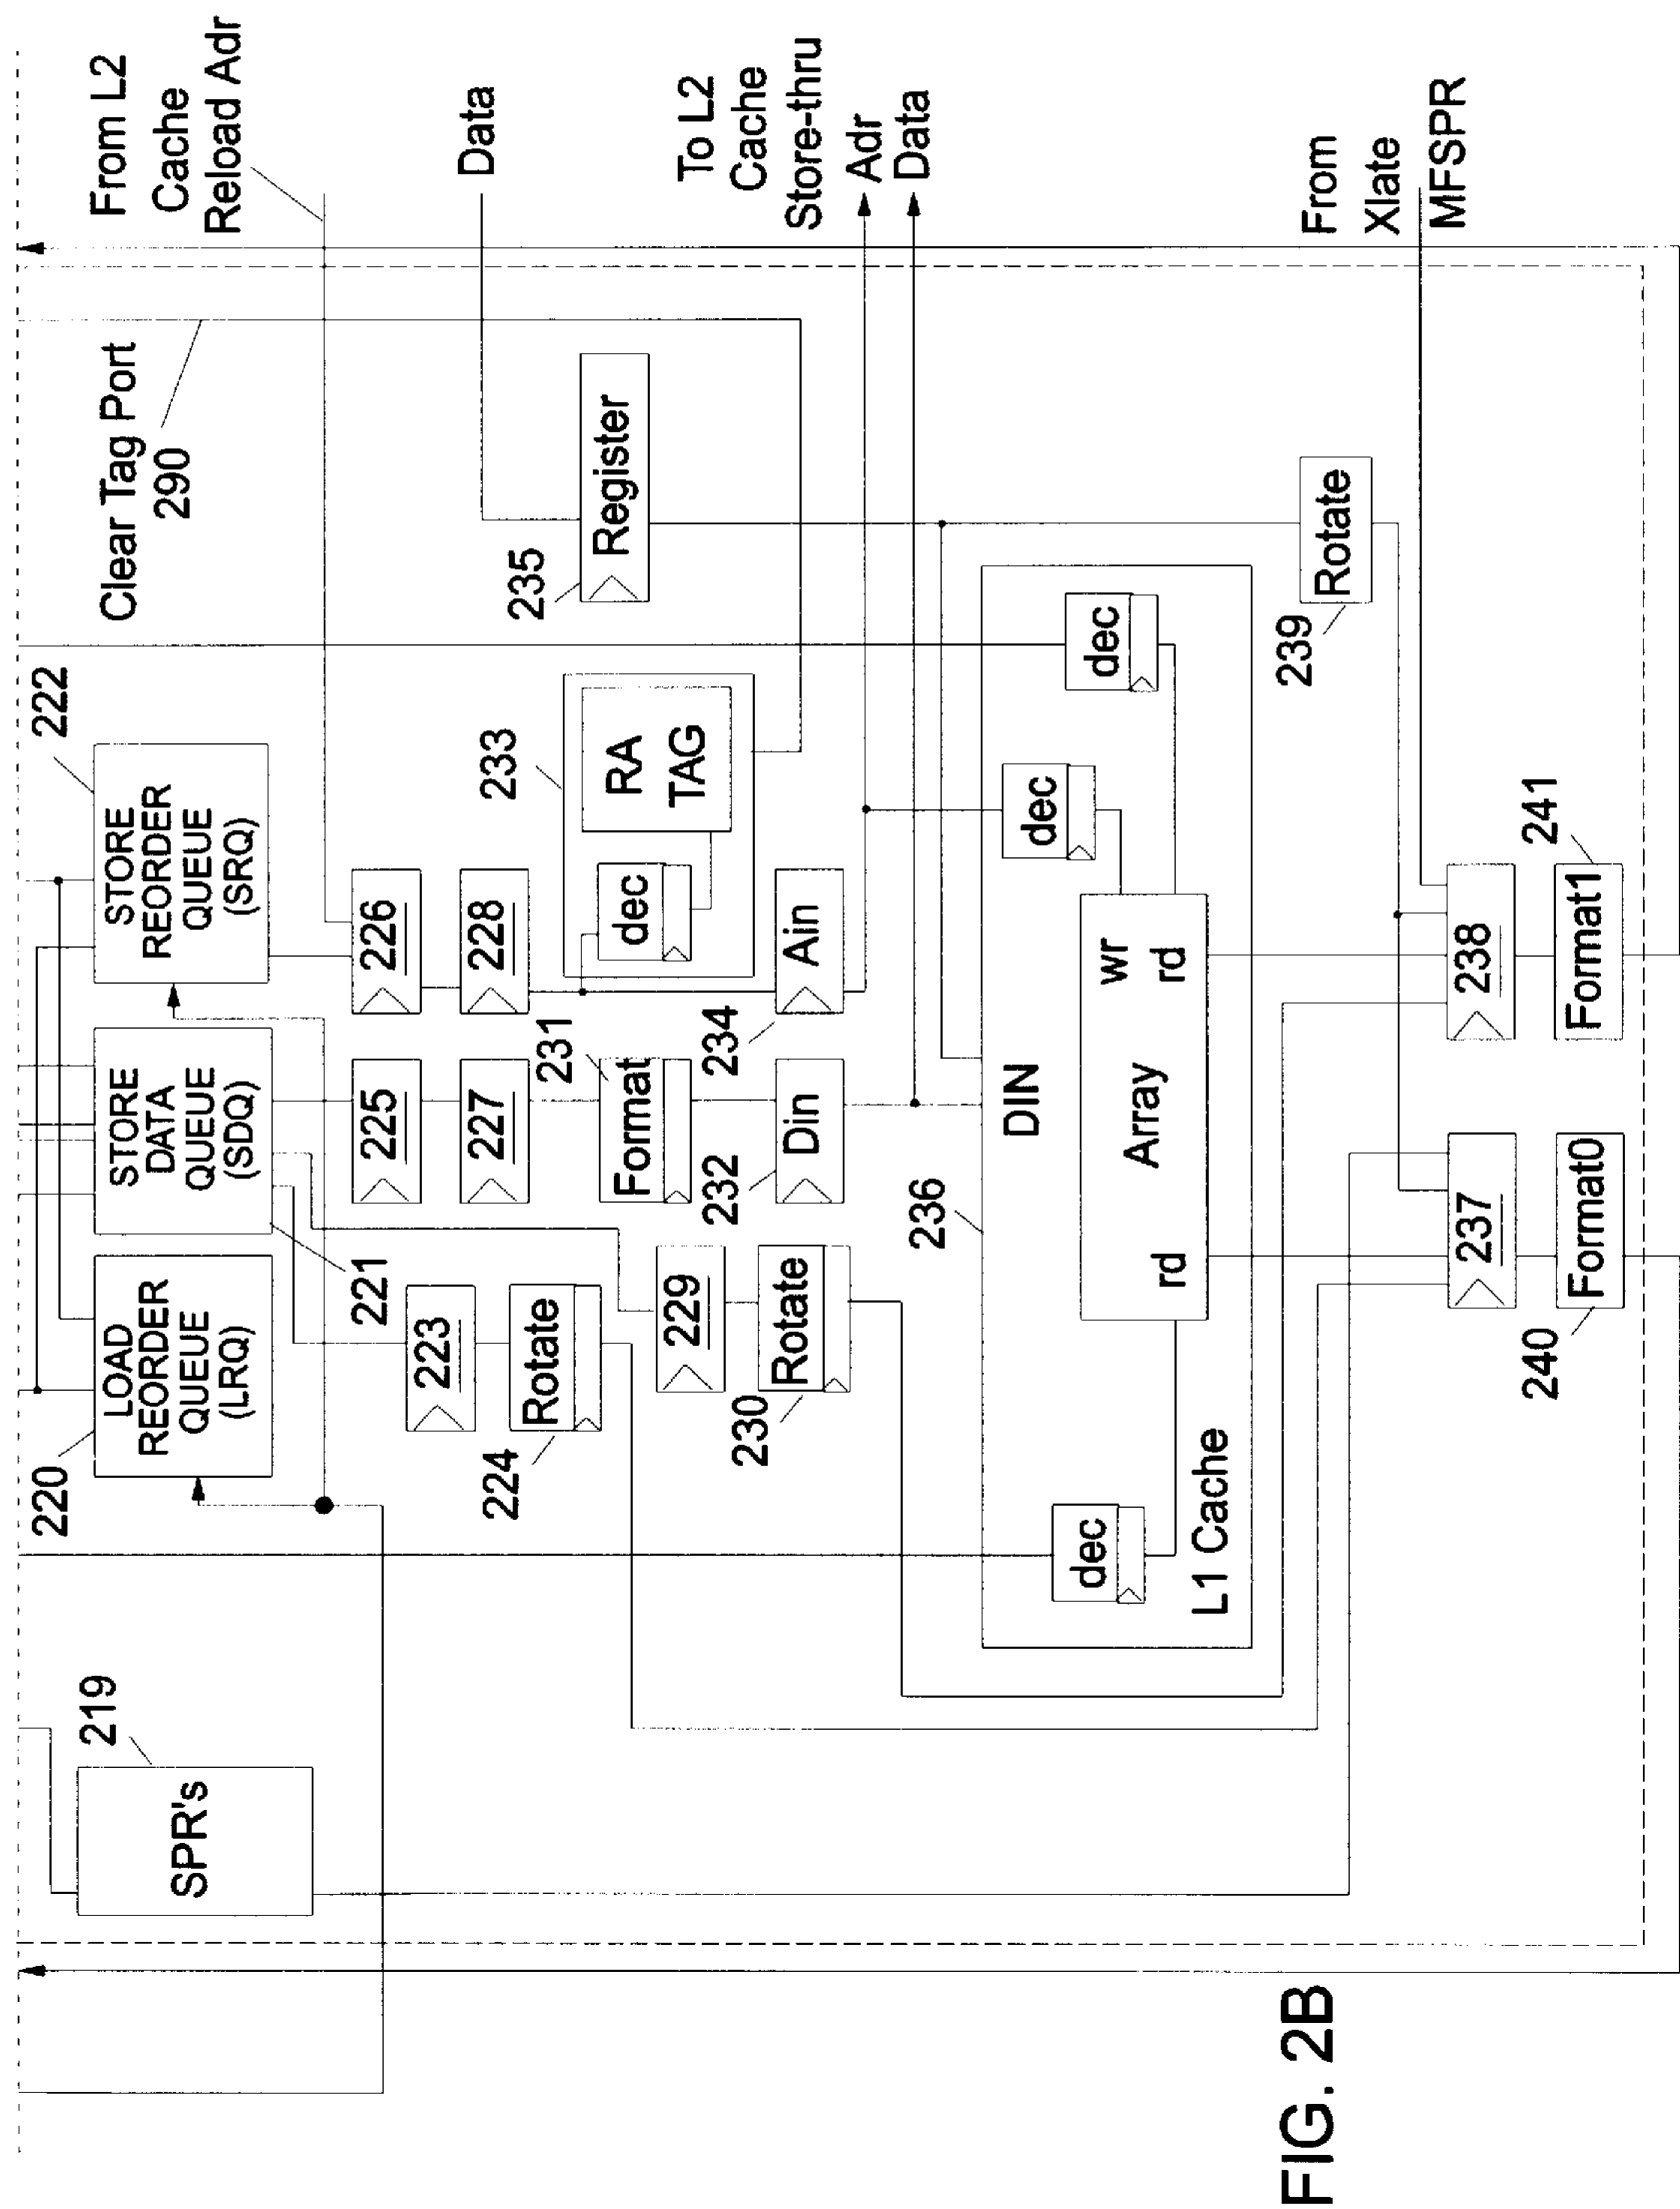 From L2
Cache
Reload Adr
Clear Tag Port
290
Data
222
STORE
REORDER
QUEUE
(SRQ)
STORE
DATA
QUEUE
(SDQ)
221
LOAD
REORDER
QUEUE
(LRQ)
220
219
SPR's
226
228
225
227
223
224
Rotate
229
230
Rotate
231
Format
232
Din
233
RA
TAG
dec
234
Ain
235
Register
To L2
Cache
Store-thru
Adr
Data
236
DIN
dec
dec
dec
wr
rd
Array
rd
L1 Cache
239
Rotate
From
Xlate
MFSPR
238
241
Format1
237
240
Format0
FIG. 2B